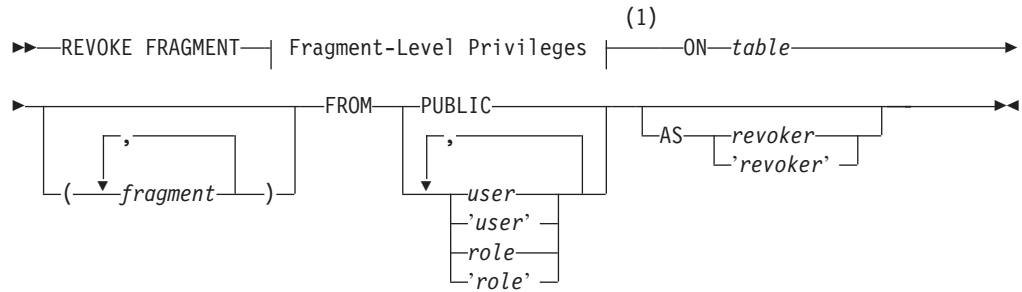 (1)
REVOKE FRAGMENT Fragment-Level Privileges ON table
FROM PUBLIC
, , AS revoker
'revoker'
( fragment ) user
'user'
role
'role'